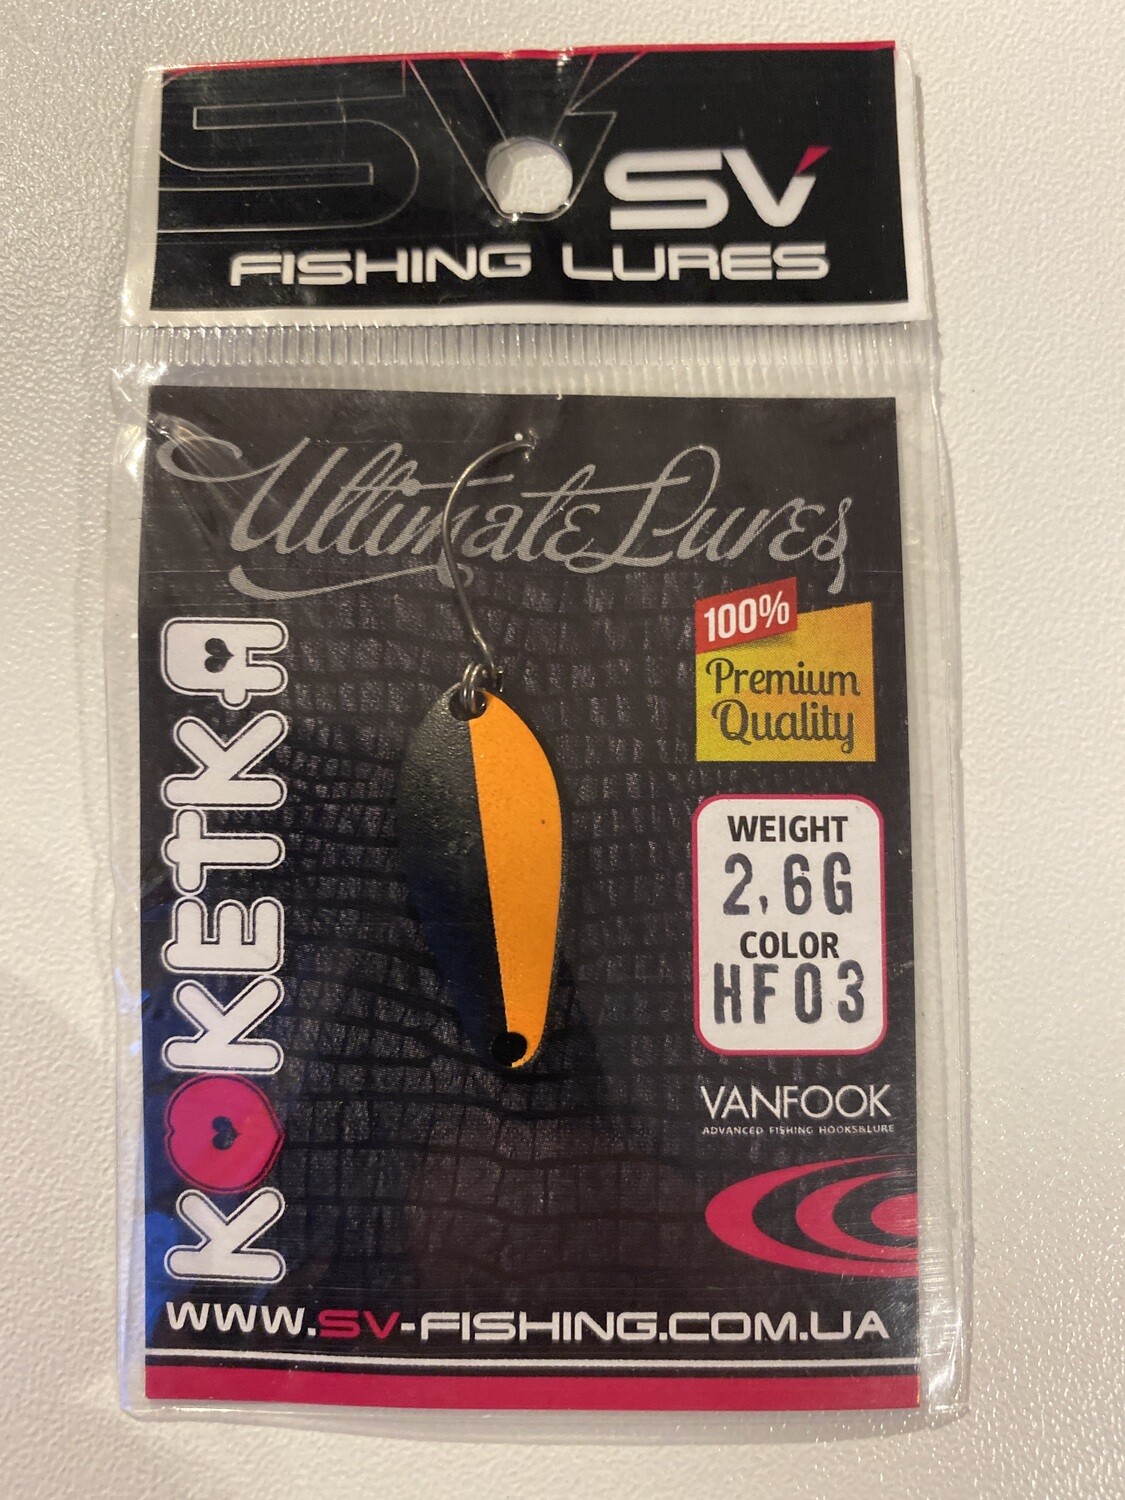 SV
SV
FISHING LURES
Ultimate Lures
100%
Premium
Quality
KOKETKA
WEIGHT
2,6G
COLOR
HF03
VANFOOK
ADVANCED FISHING HOOKS&LURE
WWW.SV-FISHING.COM.UA